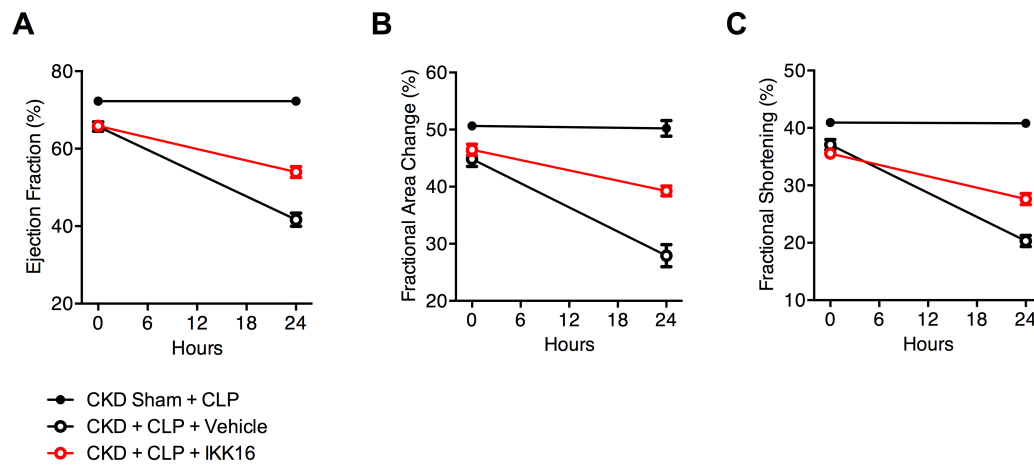 A
B
C
Ejection Fraction (%)
80
60
40
20
0 6 12 18 24
Hours
Fractional Area Change (%)
60
50
40
30
20
0 6 12 18 24
Hours
Fractional Shortening (%)
50
40
30
20
10
0 6 12 18 24
Hours
CKD Sham + CLP
CKD + CLP + Vehicle
CKD + CLP + IKK16